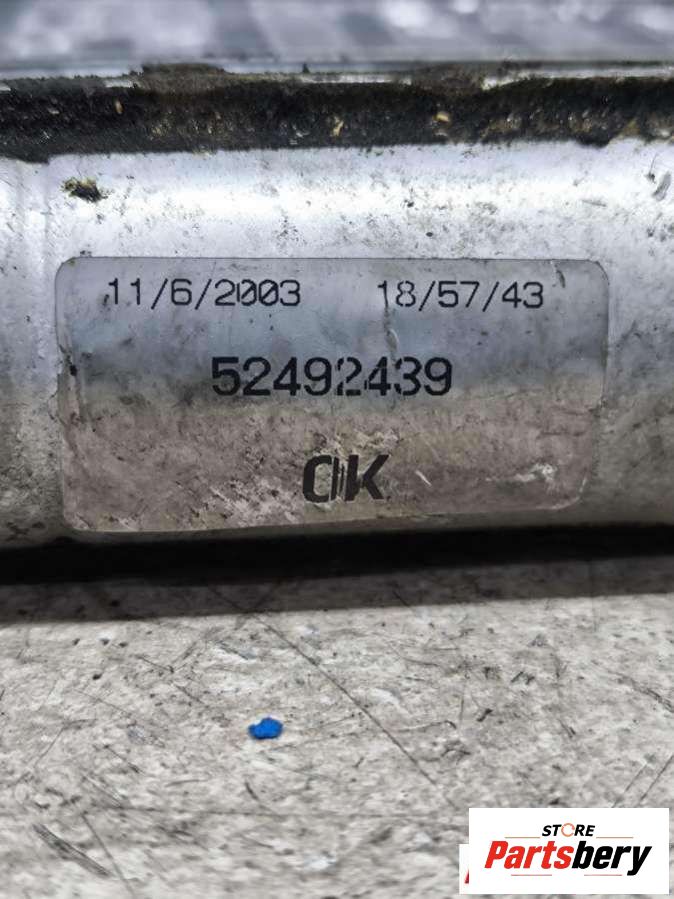 11/6/2003 18/57/43
52492439
OK
STORE
Partsbery